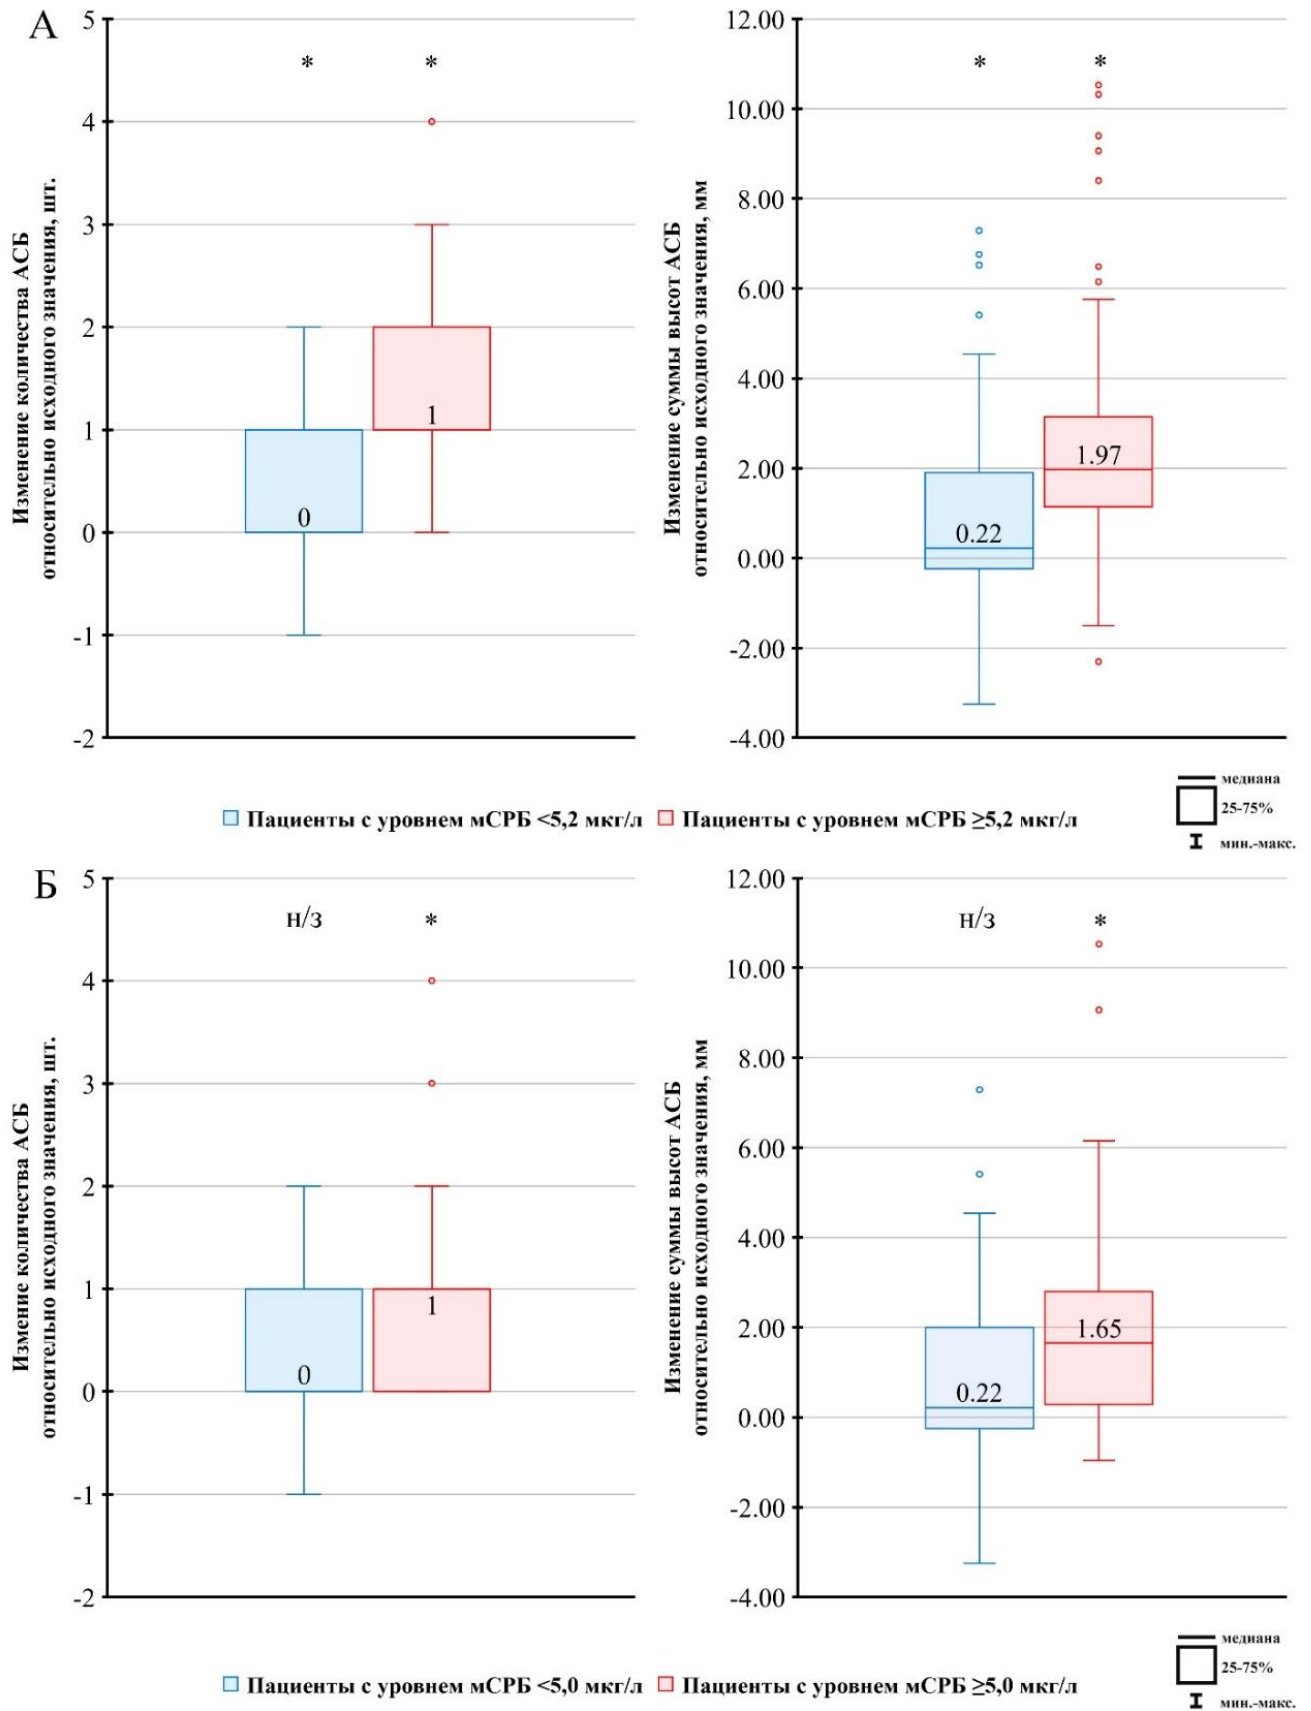 А
Изменение количества АСБ
относительно исходного значения, шт.
5
4
3
2
1
0
-1
-2
*
*
0
1
Изменение суммы высот АСБ
относительно исходного значения, мм
12.00
10.00
8.00
6.00
4.00
2.00
0.00
-2.00
-4.00
*
*
0.22
1.97
медиана
25-75%
мин.-макс.
Пациенты с уровнем мСРБ <5,2 мкг/л
Пациенты с уровнем мСРБ ≥5,2 мкг/л
Б
Измение количества АСБ
относительно исходного значения, шт.
5
4
3
2
1
0
-1
-2
н/з
*
0
1
Изменение суммы высот АСБ
относительно исходного значения, мм
12.00
10.00
8.00
6.00
4.00
2.00
0.00
-2.00
-4.00
н/з
*
0.22
1.65
медиана
25-75%
мин.-макс.
Пациенты с уровнем мСРБ <5,0 мкг/л
Пациенты с уровнем мСРБ ≥5,0 мкг/л